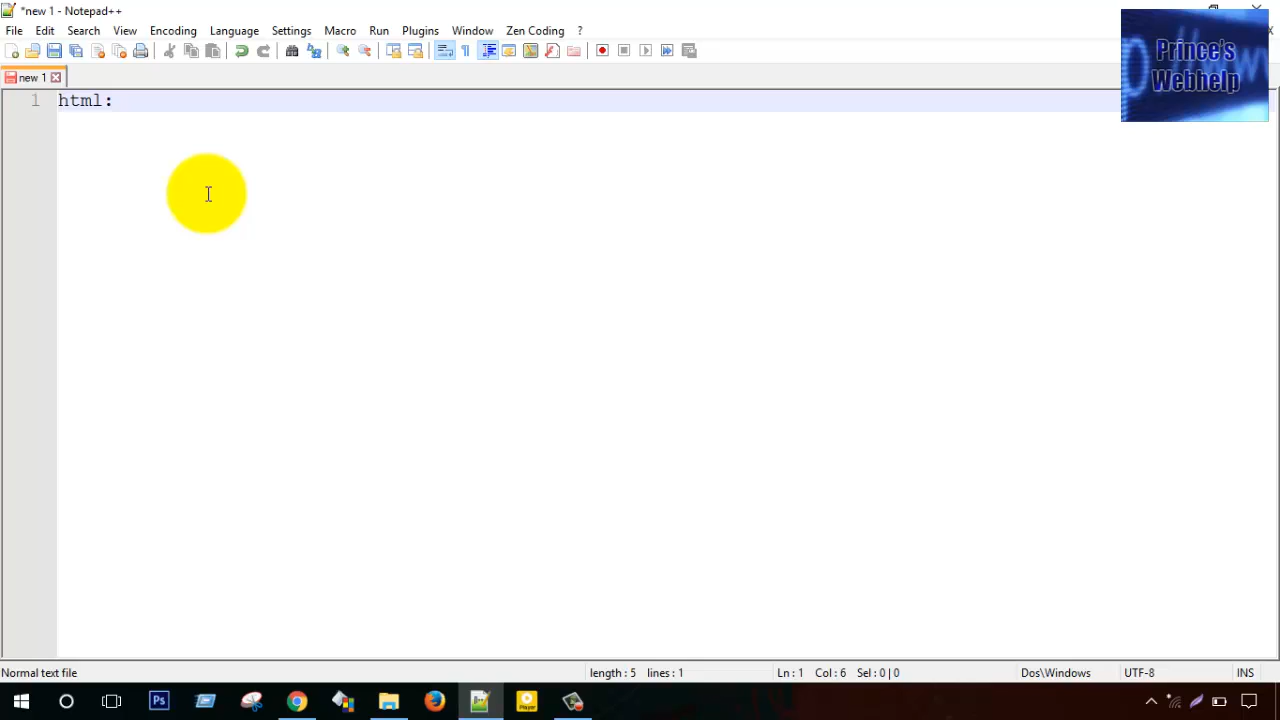 *new 1 - Notepad++
File Edit Search View Encoding Language Settings Macro Run Plugins Window Zen Coding ?
new 1
1 html:
Prince's
Webhelp
Normal text file length : 5 lines : 1 Ln : 1 Col : 6 Sel : 0 | 0 Dos\Windows UTF-8 INS
Ps
Player